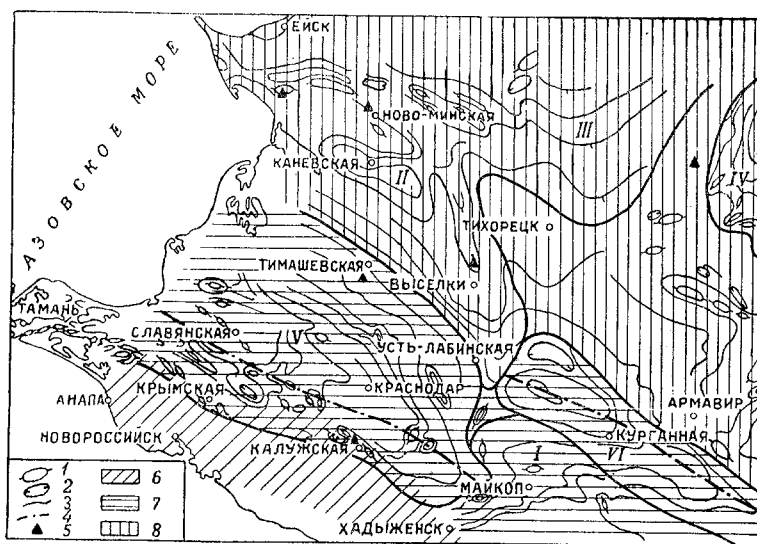 ЕЙСК
АЗОВСКОЕ МОРЕ
НОВО-МИНСКАЯ
III
КАНЕВСКАЯ
II
IV
ТИХОРЕЦК
ТИМАШЕВСКАЯ
ВЫСЕЛКИ
ТАМАНЬ
СЛАВЯНСКАЯ
V
УСТЬ-ЛАБИНСКАЯ
КРЫМСКАЯ
КРАСНОДАР
АНАПА
АРМАВИР
НОВОРОССИЙСК
КУРГАННАЯ
КАЛУЖСКАЯ
I
VI
МАЙКОП
ХАДЫЖЕНСК
1 6
2
3 7
4
5 8